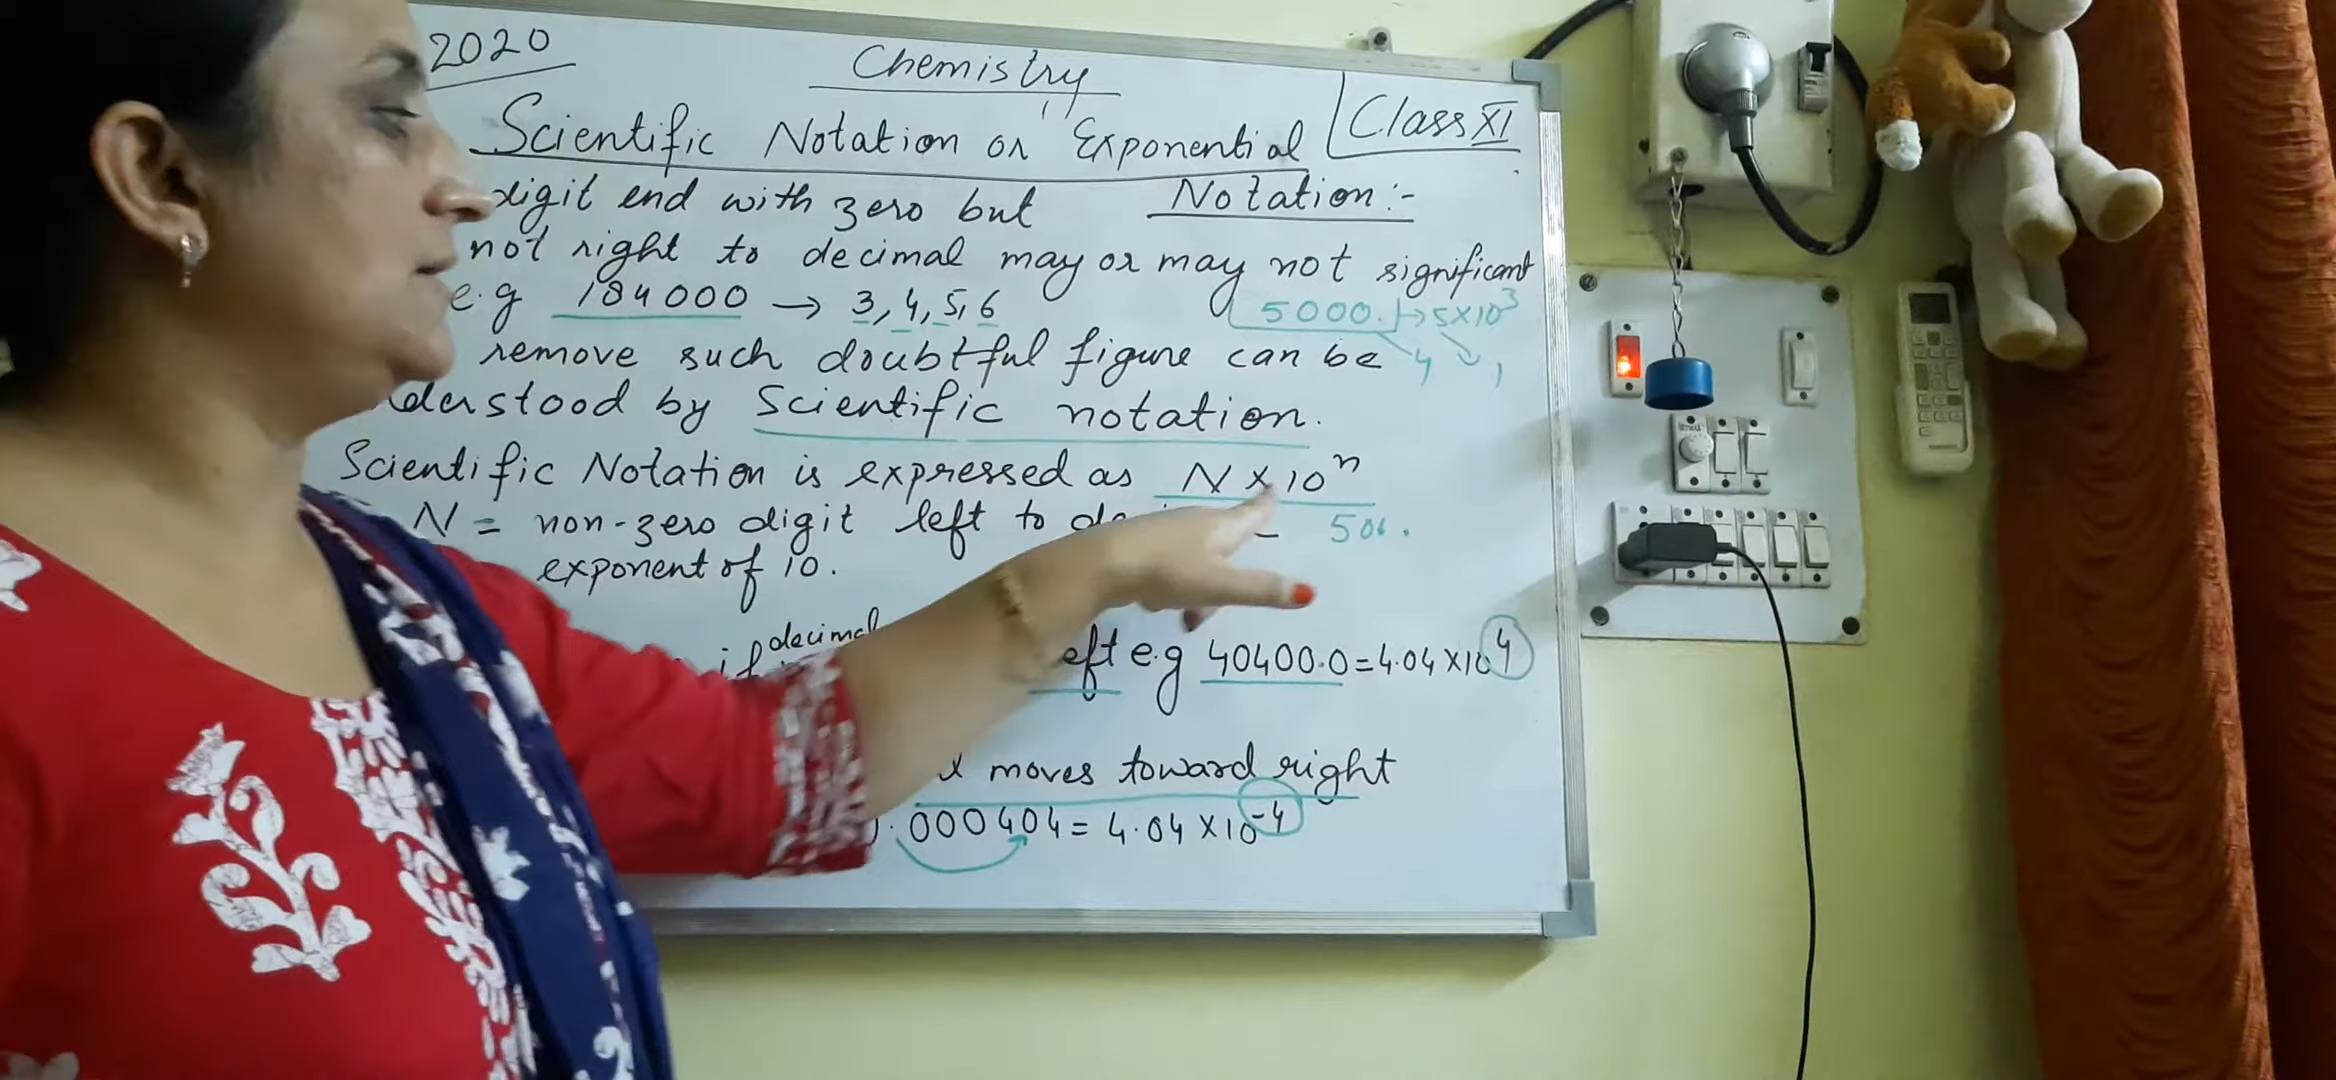 2020
Chemistry
Class XI
Scientific Notation or Exponential
Notation :-
digit end with zero but
not right to decimal may or may not significant
e.g 184000 → 3, 4, 5, 6
5000. → 5×10³
4 1
remove such doubtful figure can be
derstood by Scientific notation.
Scientific Notation is expressed as N × 10ⁿ
N = non-zero digit left to
exponent of 10.
if decimal
eft e.g 40400.0 = 4.04 × 10⁴
moves toward right
.000404 = 4.04 × 10⁻⁴